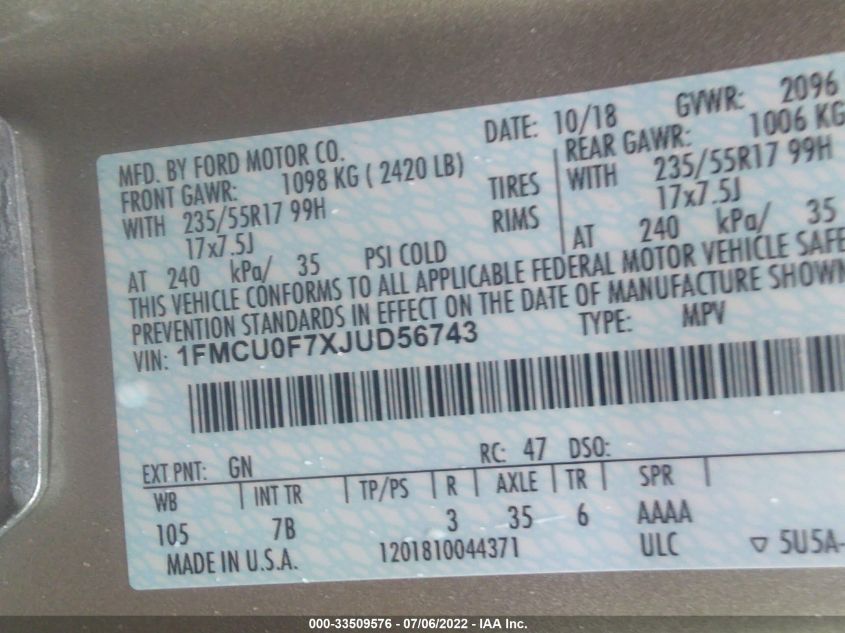 MFD. BY FORD MOTOR CO. DATE: 10/18 GVWR: 2096
FRONT GAWR: 1098 KG ( 2420 LB) REAR GAWR: 1006 KG
WITH 235/55R17 99H TIRES WITH 235/55R17 99H
17x7.5J RIMS 17x7.5J
AT 240 kPa/ 35 PSI COLD AT 240 kPa/ 35
THIS VEHICLE CONFORMS TO ALL APPLICABLE FEDERAL MOTOR VEHICLE SAFE
PREVENTION STANDARDS IN EFFECT ON THE DATE OF MANUFACTURE SHOWN
VIN: 1FMCU0F7XJUD56743 TYPE: MPV
EXT PNT: GN RC: 47 DSO:
WB INT TR TP/PS R AXLE TR SPR
105 7B 3 35 6 AAAA
MADE IN U.S.A. 1201810044371 ULC ▽ 5U5A-
000-33509576 - 07/06/2022 - IAA Inc.